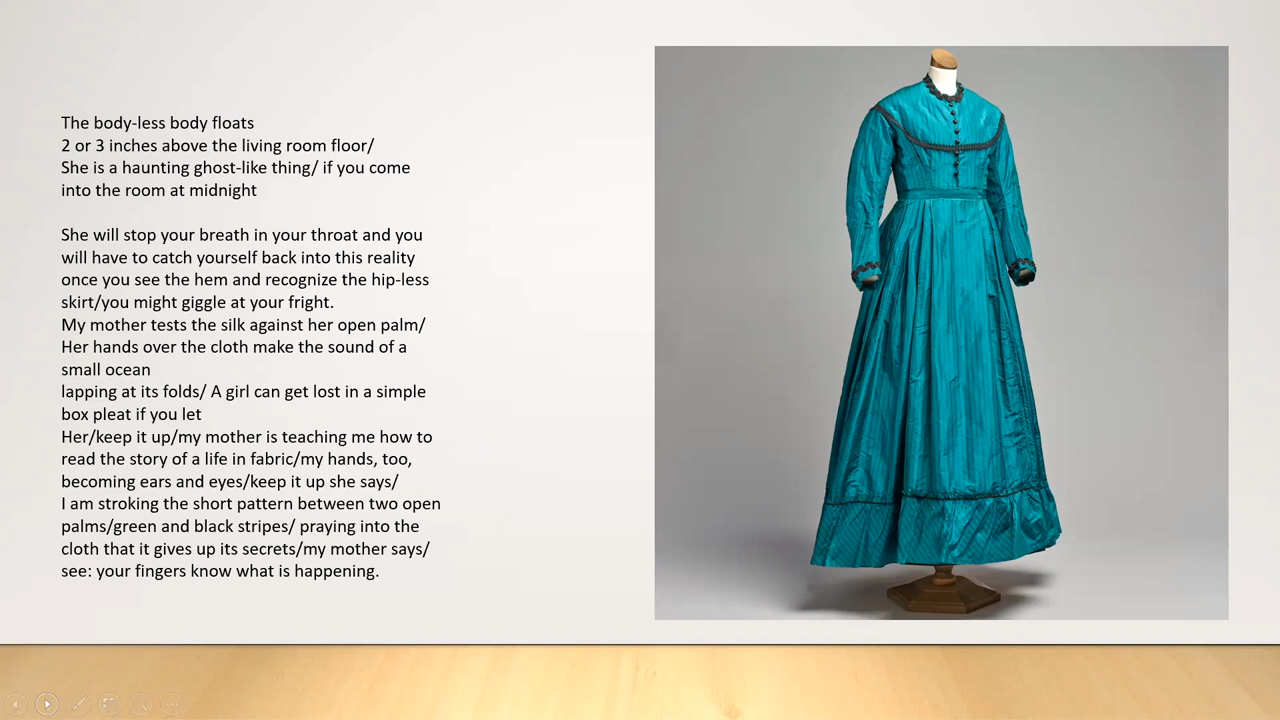 The body-less body floats
2 or 3 inches above the living room floor/
She is a haunting ghost-like thing/ if you come
into the room at midnight
She will stop your breath in your throat and you
will have to catch yourself back into this reality
once you see the hem and recognize the hip-less
skirt/you might giggle at your fright.
My mother tests the silk against her open palm/
Her hands over the cloth make the sound of a
small ocean
lapping at its folds/ A girl can get lost in a simple
box pleat if you let
Her/keep it up/my mother is teaching me how to
read the story of a life in fabric/my hands, too,
becoming ears and eyes/keep it up she says/
I am stroking the short pattern between two open
palms/green and black stripes/ praying into the
cloth that it gives up its secrets/my mother says/
see: your fingers know what is happening.